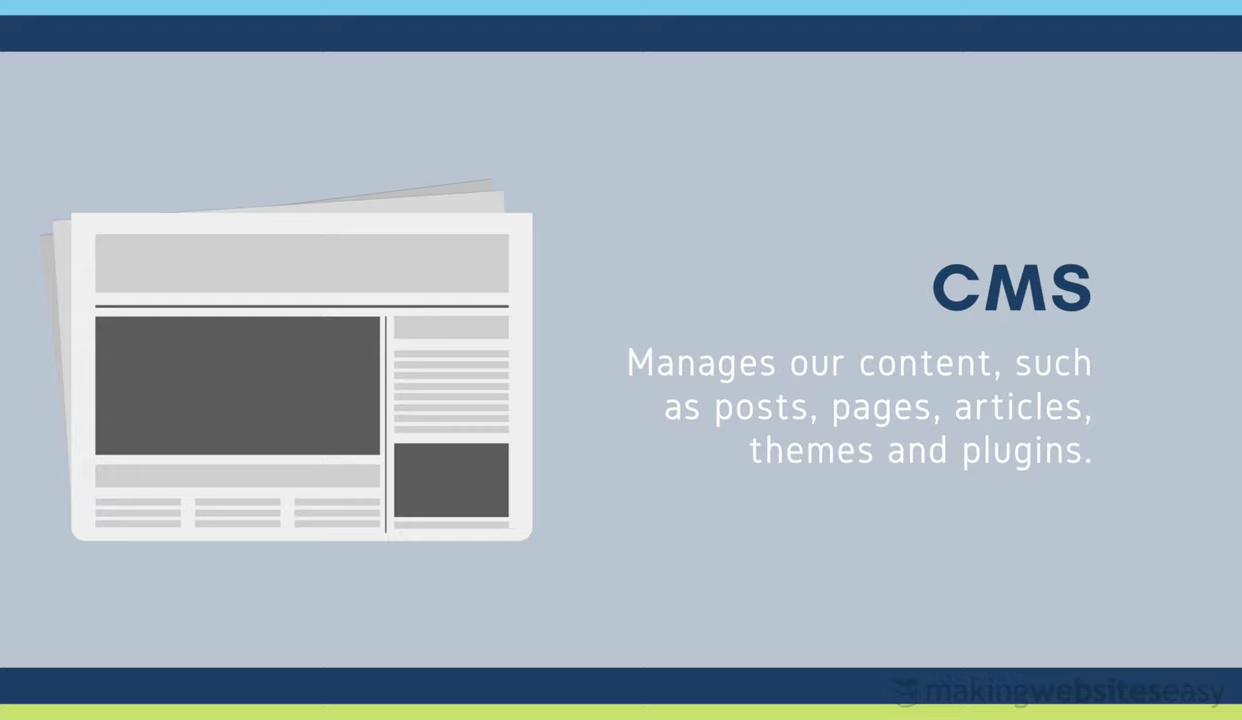 CMS
Manages our content, such
as posts, pages, articles,
themes and plugins.
makingwebsiteseasy